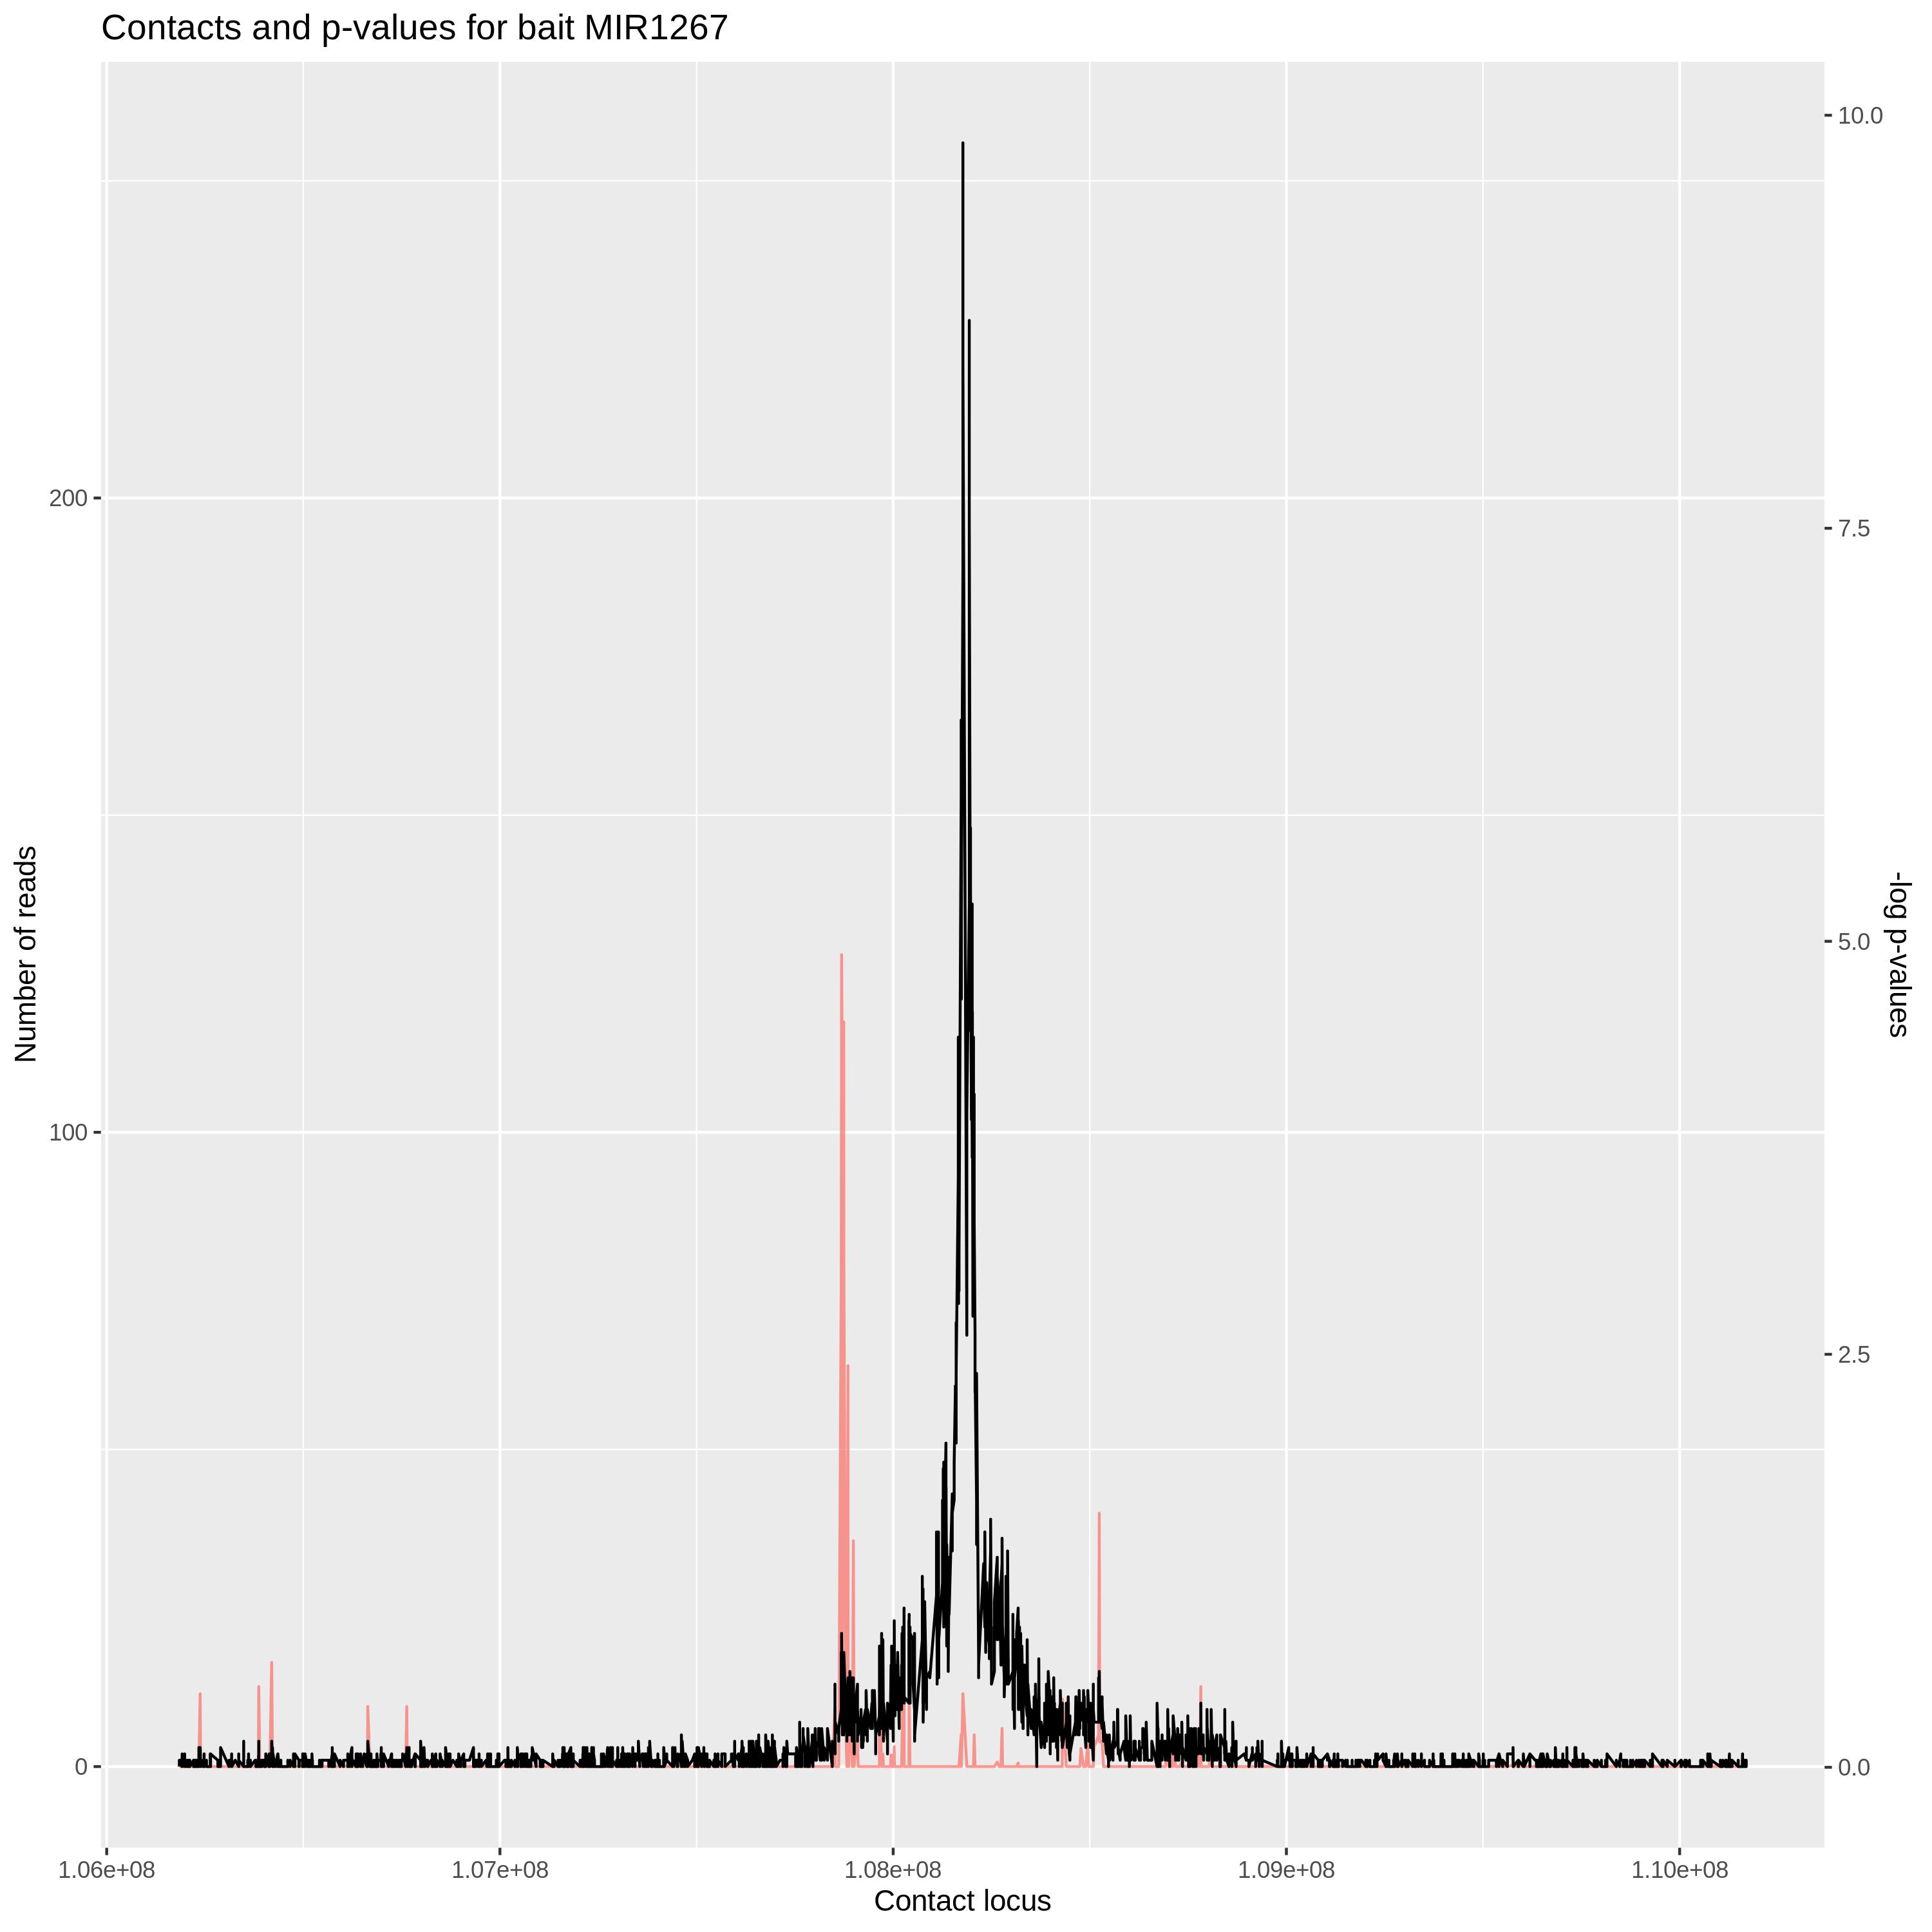 Contacts and p-values for bait MIR1267
10.0
200
7.5
Number of reads
-log p-values
5.0
100
2.5
0
0.0
1.06e+08
1.07e+08
1.08e+08
1.09e+08
1.10e+08
Contact locus